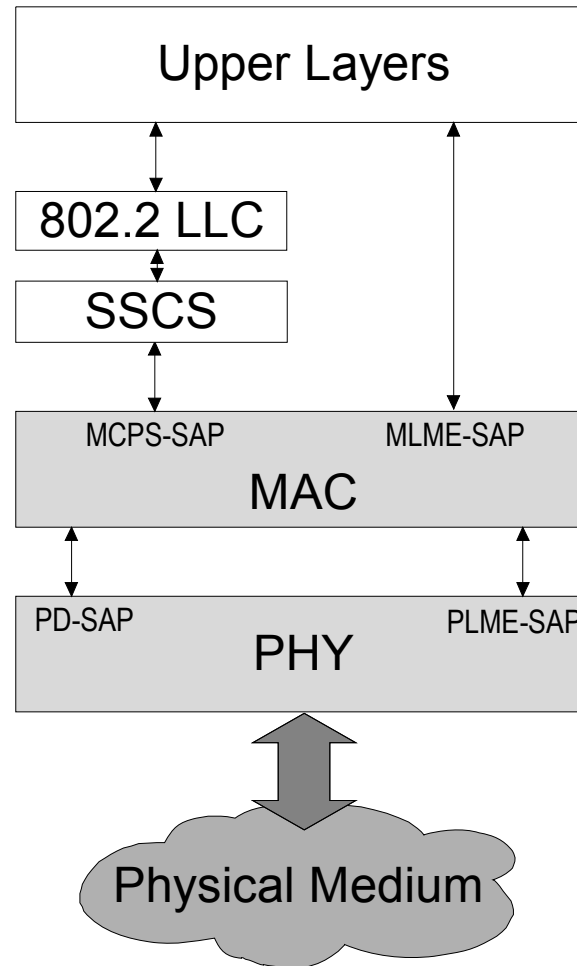 Upper Layers
802.2 LLC
SSCS
MCPS-SAP
MLME-SAP
MAC
PD-SAP
PLME-SAP
PHY
Physical Medium